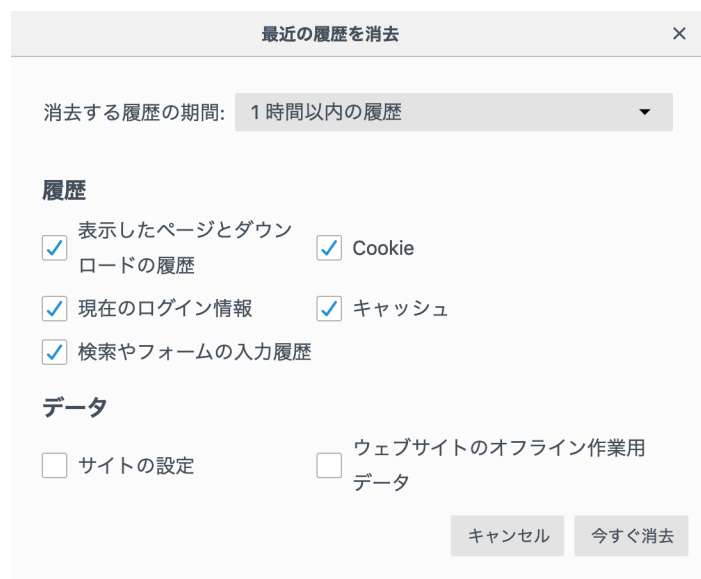 最近の履歴を消去
消去する履歴の期間: 1 時間以内の履歴
履歴
表示したページとダウン
ロードの履歴
Cookie
現在のログイン情報
キャッシュ
検索やフォームの入力履歴
データ
サイトの設定
ウェブサイトのオフライン作業用
データ
キャンセル
今すぐ消去